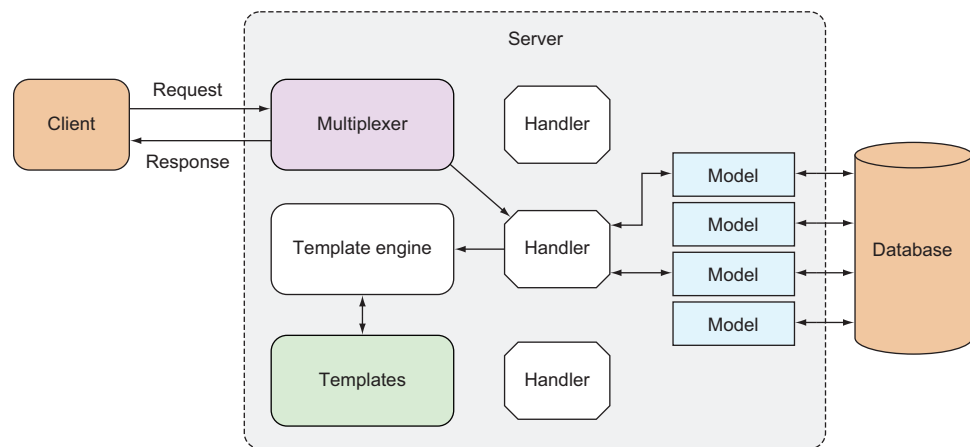 Server
Request
Client
Response
Multiplexer
Handler
Model
Model
Template engine
Handler
Database
Model
Model
Templates
Handler